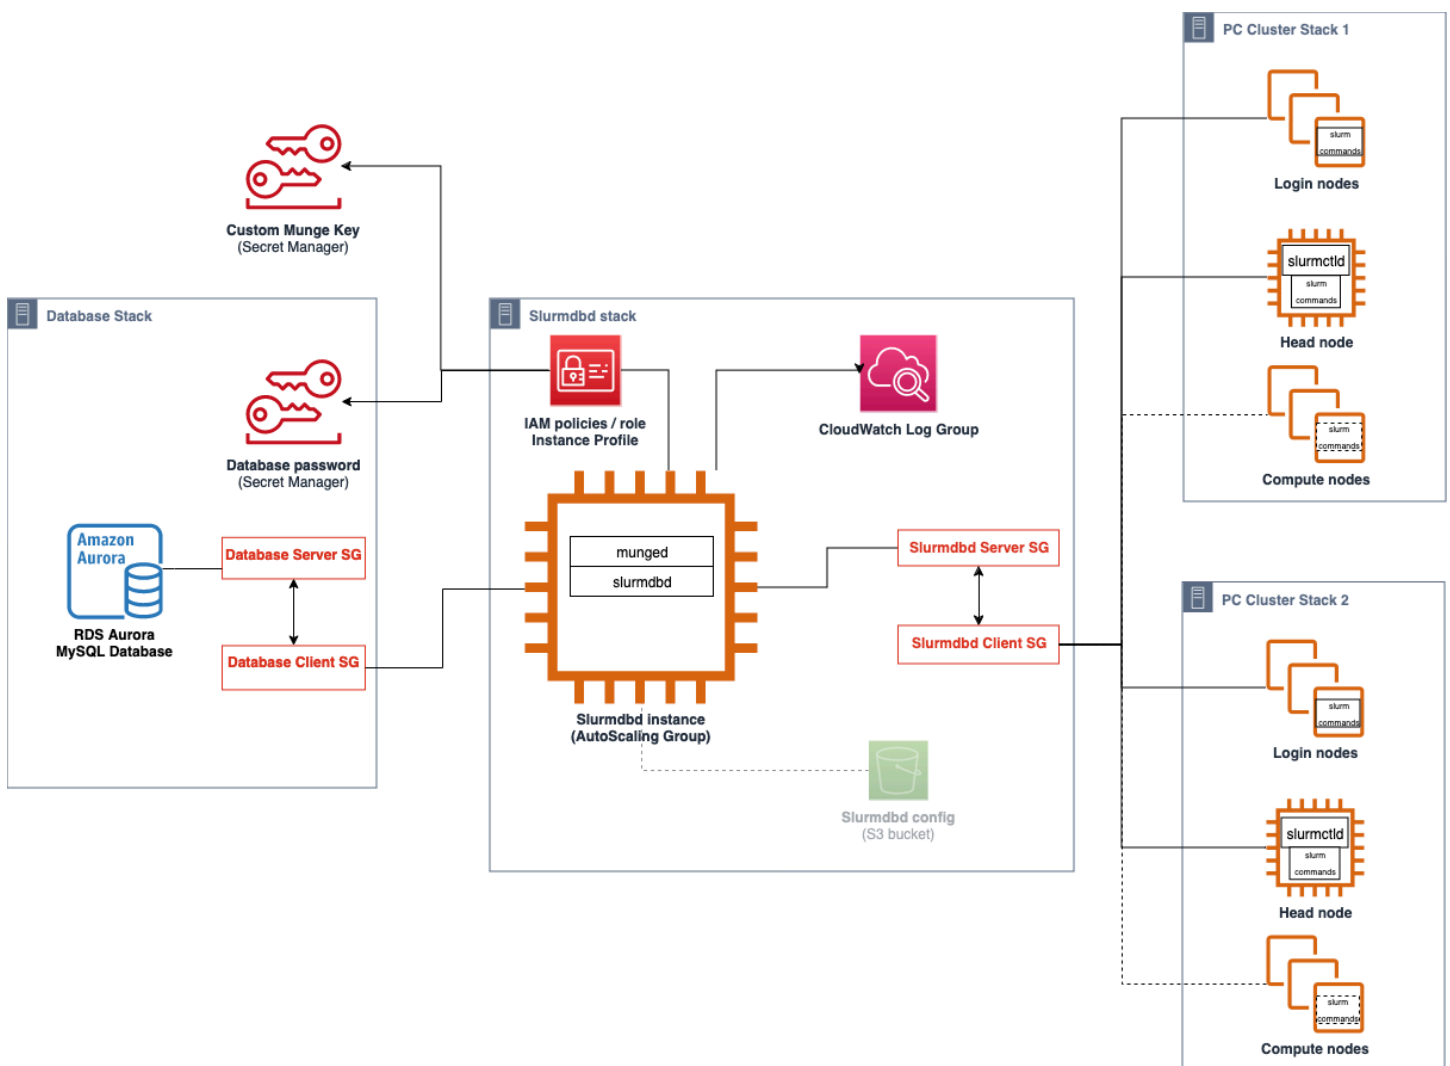 PC Cluster Stack 1
slurm
commands
Login nodes
slurmctld
slurm
commands
Head node
slurm
commands
Compute nodes
Custom Munge Key
(Secret Manager)
Database Stack
Database password
(Secret Manager)
Amazon
Aurora
RDS Aurora
MySQL Database
Database Server SG
Database Client SG
Slurmdbd stack
IAM policies / role
Instance Profile
CloudWatch Log Group
munged
slurmdbd
Slurmdbd instance
(AutoScaling Group)
Slurmdbd Server SG
Slurmdbd Client SG
Slurmdbd config
(S3 bucket)
PC Cluster Stack 2
slurm
commands
Login nodes
slurmctld
slurm
commands
Head node
slurm
commands
Compute nodes